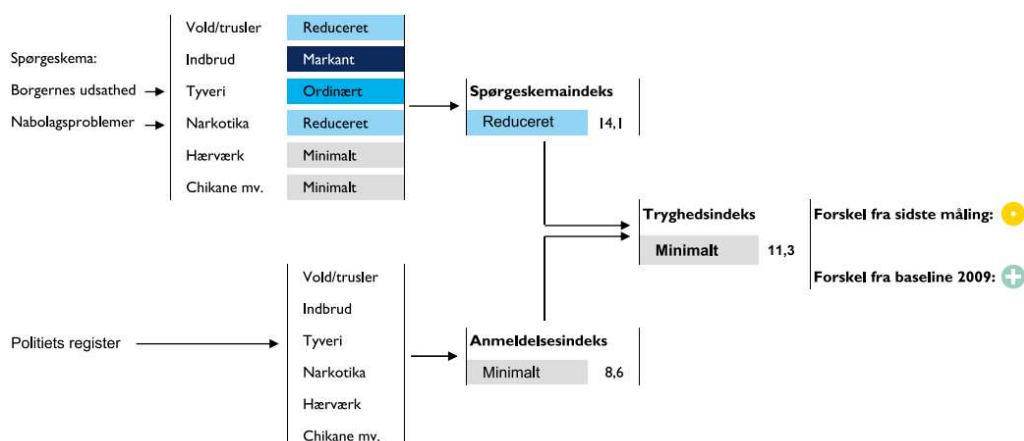 Spørgeskema:
Borgernes udsathed
Nabolagsproblemer
Vold/trusler Reduceret
Indbrud Markant
Tyveri Ordinært
Narkotika Reduceret
Hærværk Minimalt
Chikane mv. Minimalt
Spørgeskemaindeks
Reduceret 14,1
Politiets register
Vold/trusler
Indbrud
Tyveri
Narkotika
Hærværk
Chikane mv.
Anmeldelsesindeks
Minimalt 8,6
Tryghedsindeks
Minimalt 11,3
Forskel fra sidste måling:
Forskel fra baseline 2009: